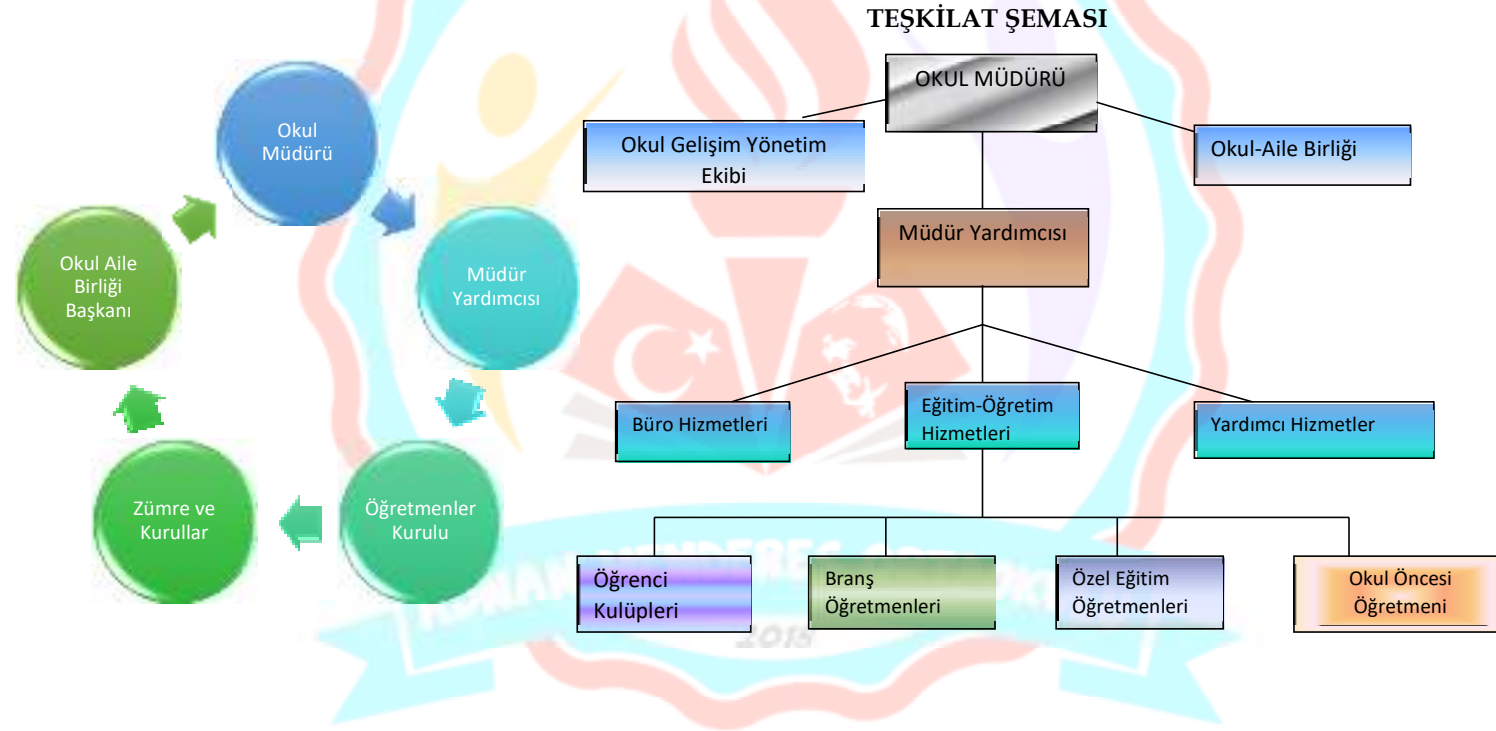 TEŞKİLAT ŞEMASI
Okul
Müdürü
Müdür
Yardımcısı
Öğretmenler
Kurulu
Zümre ve
Kurullar
Okul Aile
Birliği
Başkanı
OKUL MÜDÜRÜ
Okul Gelişim Yönetim
Ekibi
Okul-Aile Birliği
Müdür Yardımcısı
Büro Hizmetleri
Eğitim-Öğretim
Hizmetleri
Yardımcı Hizmetler
Öğrenci
Kulüpleri
Branş
Öğretmenleri
Özel Eğitim
Öğretmenleri
Okul Öncesi
Öğretmeni
2018